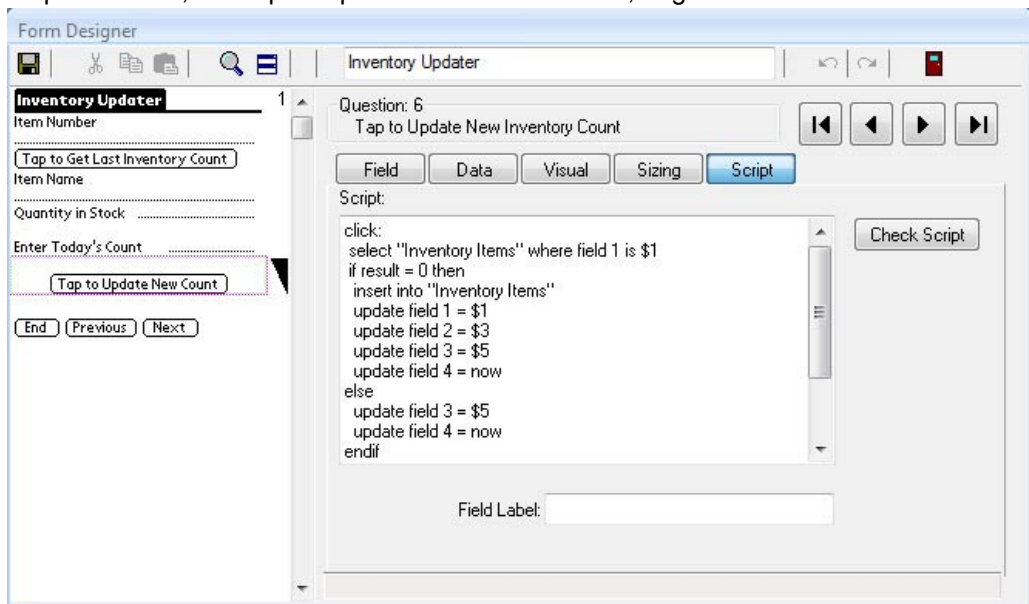 Form Designer
Inventory Updater
Inventory Updater 1
Item Number
Tap to Get Last Inventory Count
Item Name
Quantity in Stock
Enter Today's Count
Tap to Update New Count
End Previous Next
Question: 6
Tap to Update New Inventory Count
Field Data Visual Sizing Script
Script:
click:
select "Inventory Items" where field 1 is $1
if result = 0 then
insert into "Inventory Items"
update field 1 = $1
update field 2 = $3
update field 3 = $5
update field 4 = now
else
update field 3 = $5
update field 4 = now
endif
Check Script
Field Label: